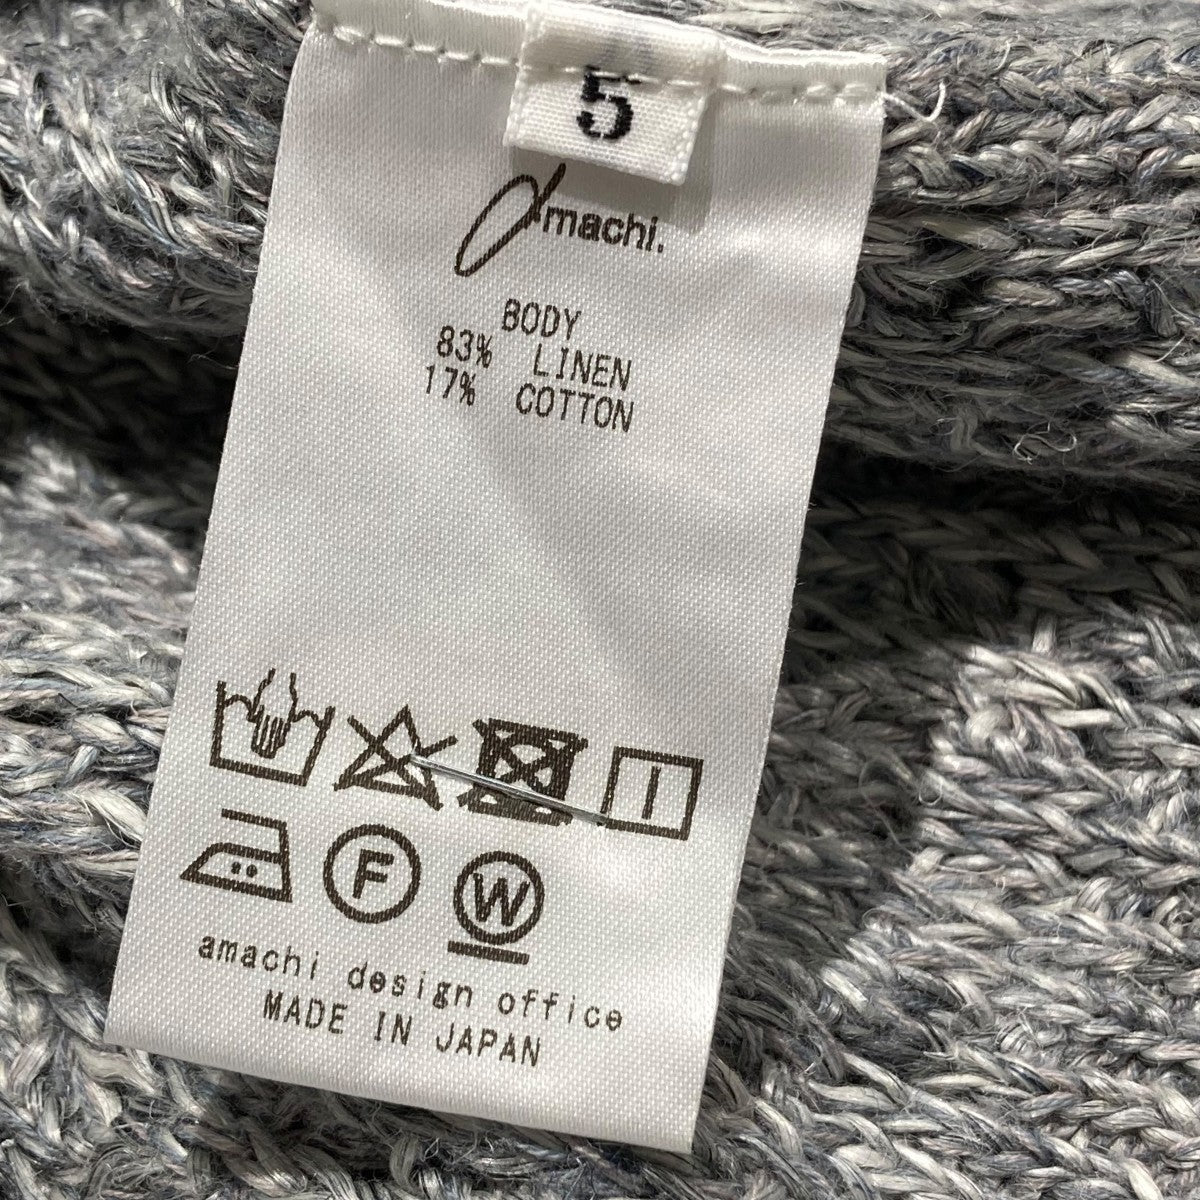 5
amachi.
BODY
83% LINEN
17% COTTON
F
W
amachi design office
MADE IN JAPAN